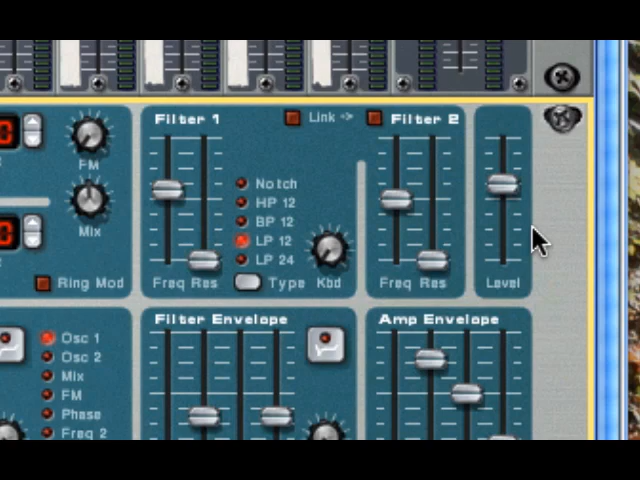 Filter 1
Link ->
Filter 2
FM
Mix
Notch
HP 12
BP 12
LP 12
LP 24
Freq Res
Type
Kbd
Freq Res
Level
Ring Mod
Filter Envelope
Amp Envelope
Osc 1
Osc 2
Mix
FM
Phase
Freq 2